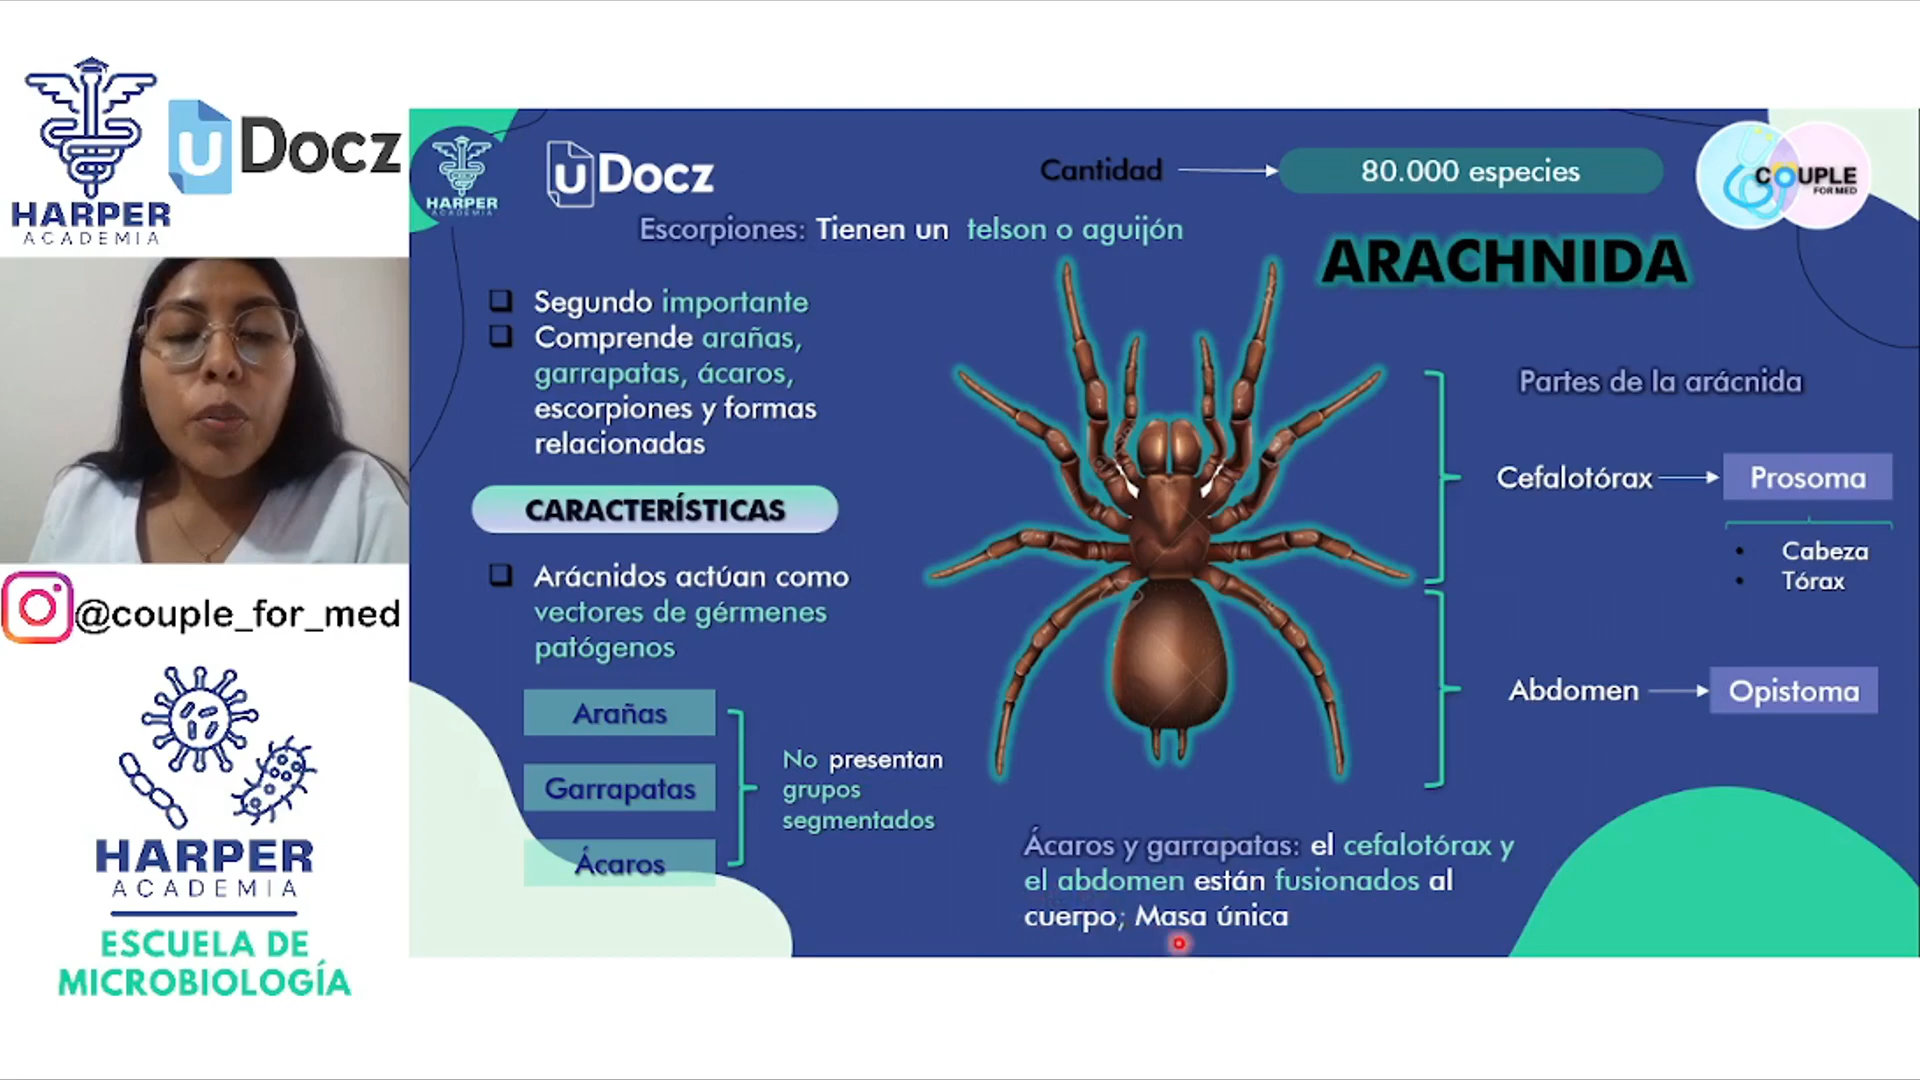 HARPER
ACADEMIA
uDocz
@couple_for_med
HARPER
ACADEMIA
ESCUELA DE
MICROBIOLOGÍA
HARPER
ACADEMIA
uDocz
Cantidad
80.000 especies
COUPLE
FOR MED
Escorpiones: Tienen un telson o aguijón
ARACHNIDA
Segundo importante
Comprende arañas,
garrapatas, ácaros,
escorpiones y formas
relacionadas
CARACTERÍSTICAS
Arácnidos actúan como
vectores de gérmenes
patógenos
Arañas
Garrapatas
Ácaros
No presentan
grupos
segmentados
Partes de la arácnida
Cefalotórax
Prosoma
Cabeza
Tórax
Abdomen
Opistoma
Ácaros y garrapatas: el cefalotórax y
el abdomen están fusionados al
cuerpo; Masa única